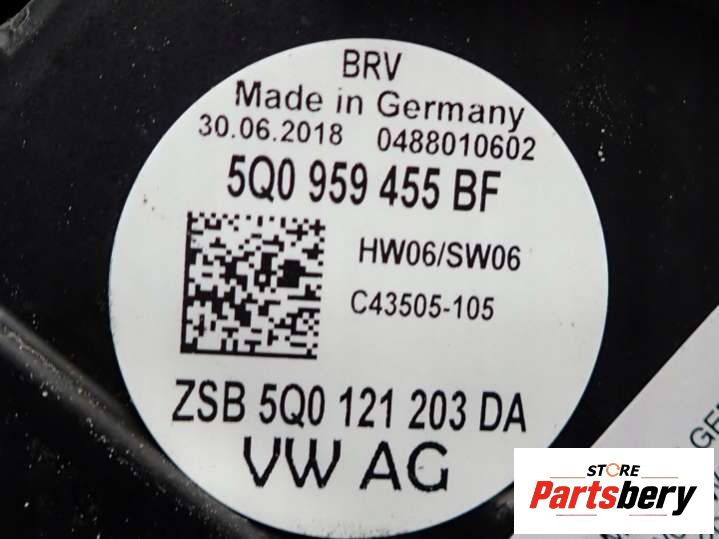 BRV
Made in Germany
30.06.2018 0488010602
5Q0 959 455 BF
HW06/SW06
C43505-105
ZSB 5Q0 121 203 DA
VW AG
STORE
Partsbery